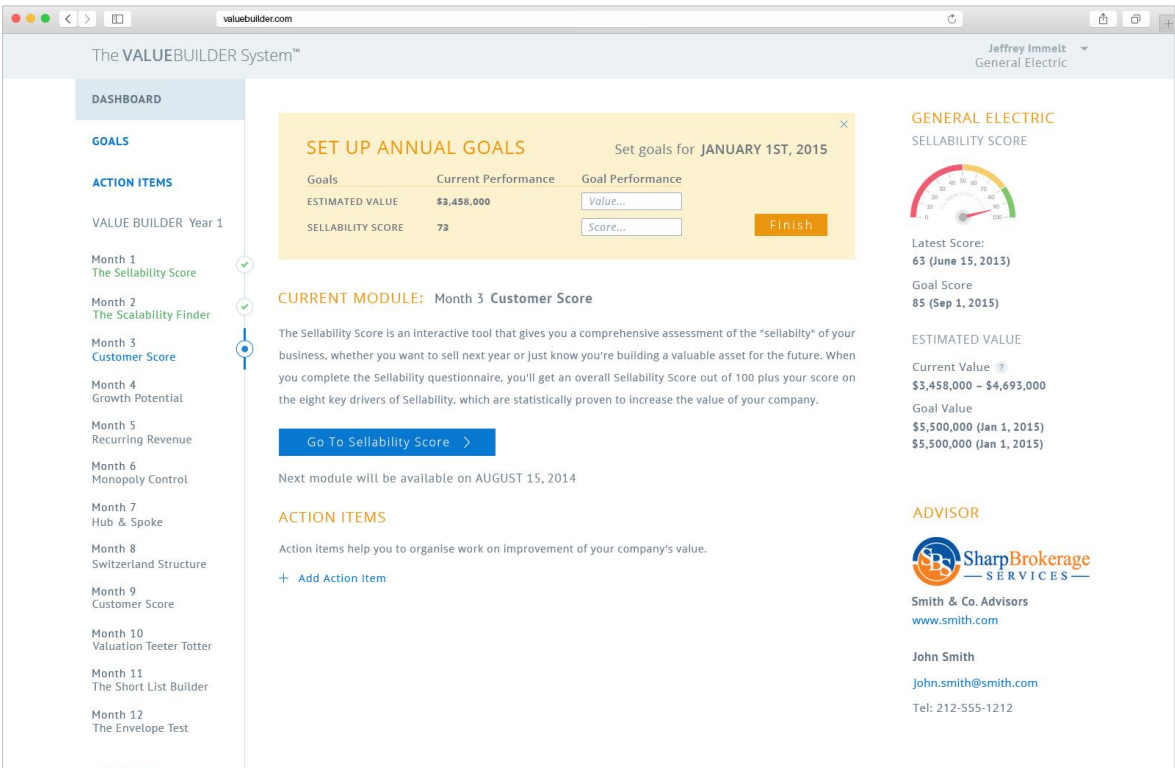 valuebuilder.com
The VALUEBUILDER System™
Jeffrey Immelt
General Electric
DASHBOARD
GOALS
ACTION ITEMS
VALUE BUILDER Year 1
Month 1
The Sellability Score
Month 2
The Scalability Finder
Month 3
Customer Score
Month 4
Growth Potential
Month 5
Recurring Revenue
Month 6
Monopoly Control
Month 7
Hub & Spoke
Month 8
Switzerland Structure
Month 9
Customer Score
Month 10
Valuation Teeter Totter
Month 11
The Short List Builder
Month 12
The Envelope Test
SET UP ANNUAL GOALS
Set goals for JANUARY 1ST, 2015
Goals Current Performance Goal Performance
ESTIMATED VALUE $3,458,000 Value...
SELLABILITY SCORE 73 Score...
Finish
CURRENT MODULE: Month 3 Customer Score
The Sellability Score is an interactive tool that gives you a comprehensive assessment of the "sellabilty" of your
business, whether you want to sell next year or just know you're building a valuable asset for the future. When
you complete the Sellability questionnaire, you'll get an overall Sellability Score out of 100 plus your score on
the eight key drivers of Sellability, which are statistically proven to increase the value of your company.
Go To Sellability Score >
Next module will be available on AUGUST 15, 2014
ACTION ITEMS
Action items help you to organise work on improvement of your company's value.
+ Add Action Item
GENERAL ELECTRIC
SELLABILITY SCORE
0 10 20 30 40 50 60 70 80 90 100
Latest Score:
63 (June 15, 2013)
Goal Score
85 (Sep 1, 2015)
ESTIMATED VALUE
Current Value ?
$3,458,000 – $4,693,000
Goal Value
$5,500,000 (Jan 1, 2015)
$5,500,000 (Jan 1, 2015)
ADVISOR
SBS
SharpBrokerage
SERVICES
Smith & Co. Advisors
www.smith.com
John Smith
John.smith@smith.com
Tel: 212-555-1212